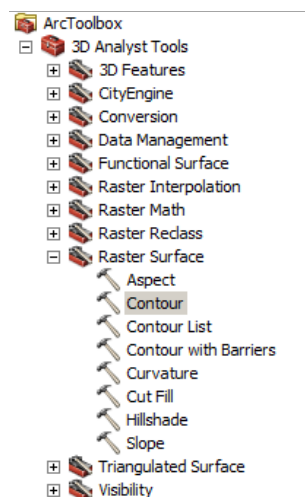 ArcToolbox
3D Analyst Tools
3D Features
CityEngine
Conversion
Data Management
Functional Surface
Raster Interpolation
Raster Math
Raster Reclass
Raster Surface
Aspect
Contour
Contour List
Contour with Barriers
Curvature
Cut Fill
Hillshade
Slope
Triangulated Surface
Visibility